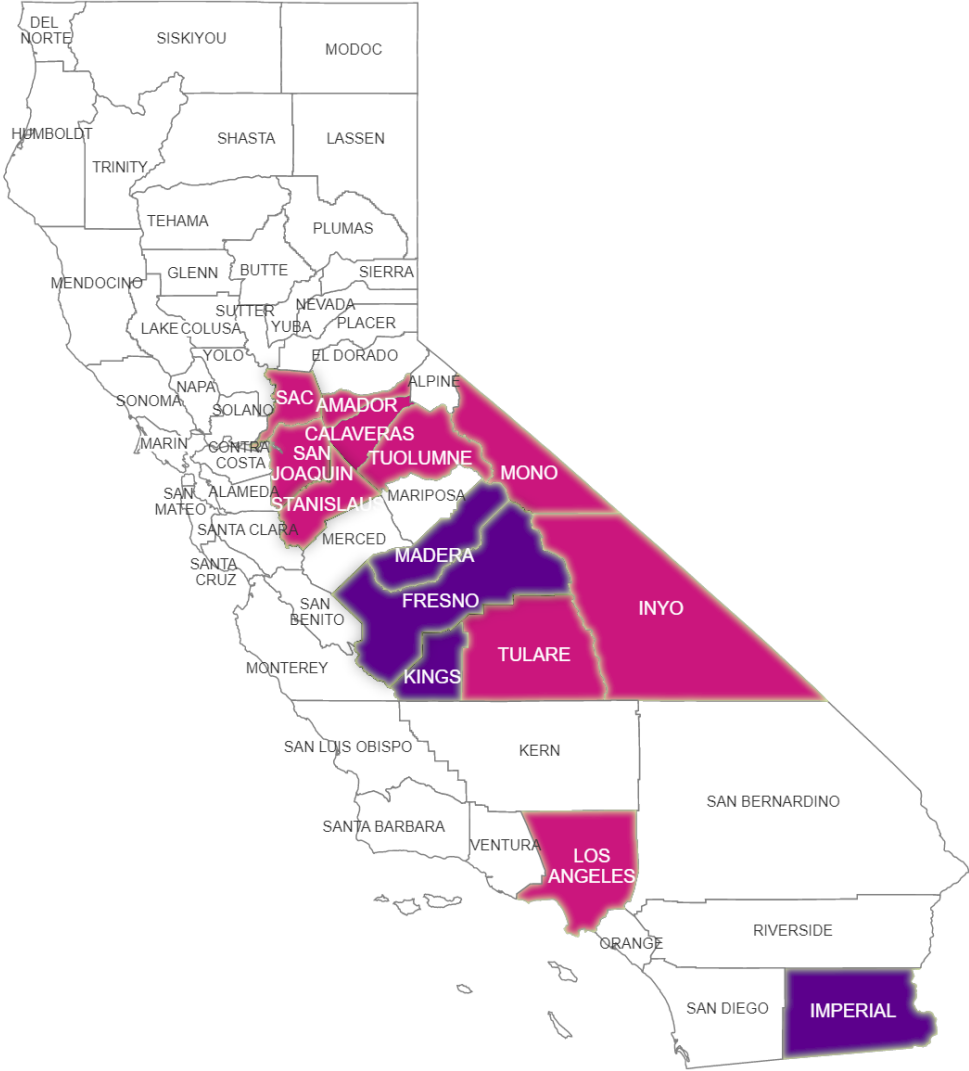 DEL
NORTE
SISKIYOU
MODOC
HUMBOLDT
TRINITY
SHASTA
LASSEN
TEHAMA
PLUMAS
MENDOCINO
GLENN
BUTTE
SIERRA
LAKE
COLUSA
SUTTER
YUBA
NEVADA
PLACER
YOLO
EL DORADO
ALPINE
SONOMA
NAPA
SOLANO
SAC
AMADOR
MARIN
CONTRA
COSTA
SAN
JOAQUIN
CALAVERAS
TUOLUMNE
MONO
SAN
MATEO
ALAMEDA
STANISLAUS
MARIPOSA
SANTA CLARA
MERCED
MADERA
SANTA
CRUZ
SAN
BENITO
FRESNO
INYO
MONTEREY
KINGS
TULARE
SAN LUIS OBISPO
KERN
SAN BERNARDINO
SANTA BARBARA
VENTURA
LOS
ANGELES
ORANGE
RIVERSIDE
SAN DIEGO
IMPERIAL